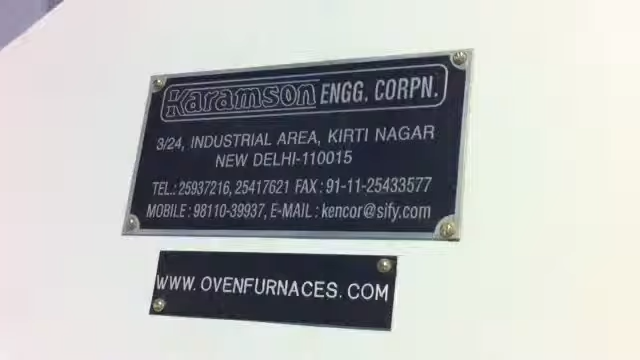 Karamson ENGG. CORPN.
3/24, INDUSTRIAL AREA, KIRTI NAGAR
NEW DELHI-110015
TEL.: 25937216, 25417621 FAX : 91-11-25433577
MOBILE : 98110-39937, E-MAIL : kencor@sify.com
WWW.OVENFURNACES.COM